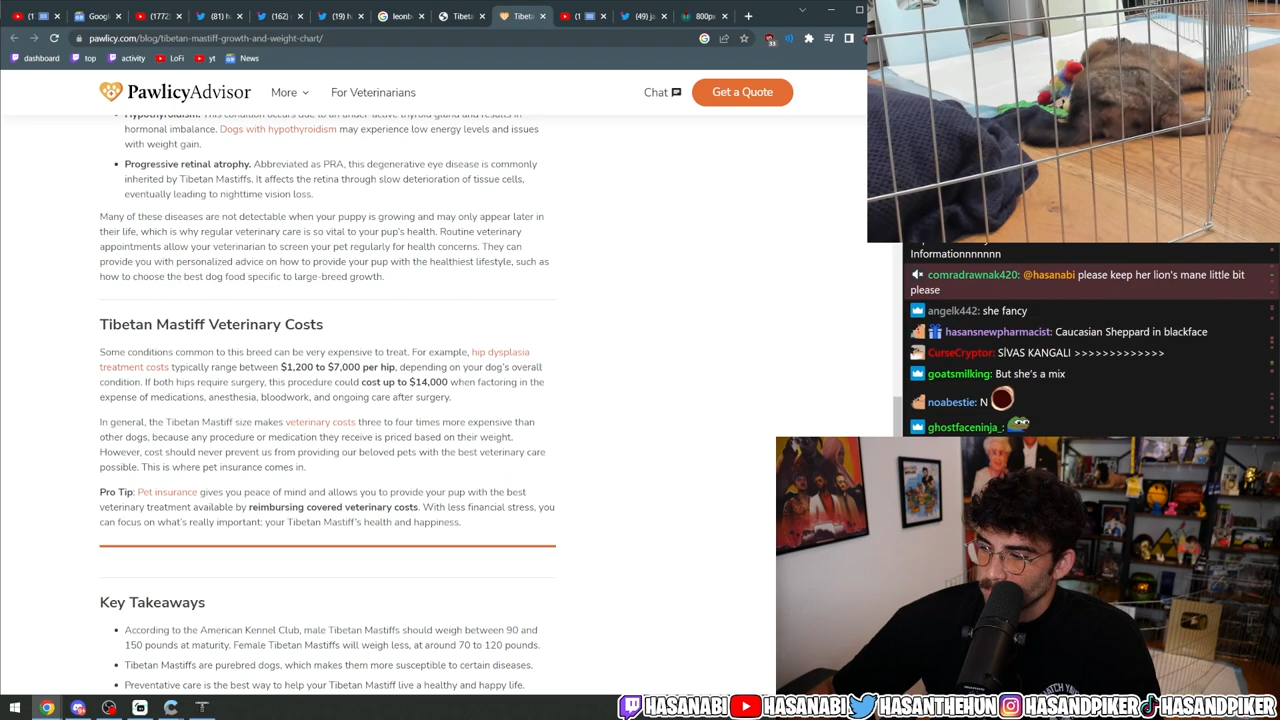 (1
Googl
(1772
(81) h
(162)
(19) h
leonb
Tibeta
Tibeta
(1
(49) ja
800px
pawlicy.com/blog/tibetan-mastiff-growth-and-weight-chart/
33
dashboard
top
activity
LoFi
yt
News
PawlicyAdvisor
More
For Veterinarians
Chat
Get a Quote
Hypothyroidism. This condition occurs due to an under-active thyroid gland and results in
hormonal imbalance. Dogs with hypothyroidism may experience low energy levels and issues
with weight gain.
Progressive retinal atrophy. Abbreviated as PRA, this degenerative eye disease is commonly
inherited by Tibetan Mastiffs. It affects the retina through slow deterioration of tissue cells,
eventually leading to nighttime vision loss.
Many of these diseases are not detectable when your puppy is growing and may only appear later in
their life, which is why regular veterinary care is so vital to your pup's health. Routine veterinary
appointments allow your veterinarian to screen your pet regularly for health concerns. They can
provide you with personalized advice on how to provide your pup with the healthiest lifestyle, such as
how to choose the best dog food specific to large-breed growth.
Tibetan Mastiff Veterinary Costs
Some conditions common to this breed can be very expensive to treat. For example, hip dysplasia
treatment costs typically range between $1,200 to $7,000 per hip, depending on your dog's overall
condition. If both hips require surgery, this procedure could cost up to $14,000 when factoring in the
expense of medications, anesthesia, bloodwork, and ongoing care after surgery.
In general, the Tibetan Mastiff size makes veterinary costs three to four times more expensive than
other dogs, because any procedure or medication they receive is priced based on their weight.
However, cost should never prevent us from providing our beloved pets with the best veterinary care
possible. This is where pet insurance comes in.
Pro Tip: Pet insurance gives you peace of mind and allows you to provide your pup with the best
veterinary treatment available by reimbursing covered veterinary costs. With less financial stress, you
can focus on what's really important: your Tibetan Mastiff's health and happiness.
Key Takeaways
According to the American Kennel Club, male Tibetan Mastiffs should weigh between 90 and
150 pounds at maturity. Female Tibetan Mastiffs will weigh less, at around 70 to 120 pounds.
Tibetan Mastiffs are purebred dogs, which makes them more susceptible to certain diseases.
Preventative care is the best way to help your Tibetan Mastiff live a healthy and happy life.
Informationnnnnn
comradrawnak420: @hasanabi please keep her lion's mane little bit
please
angelk442: she fancy
hasansnewpharmacist: Caucasian Sheppard in blackface
CurseCryptor: SİVAS KANGALI >>>>>>>>>>>>>
goatsmilking: But she's a mix
noabestie: N
ghostfaceninja_:
HASANABI
HASANABI
HASANTHEHUN
HASANDPIKER
HASANDPIKER